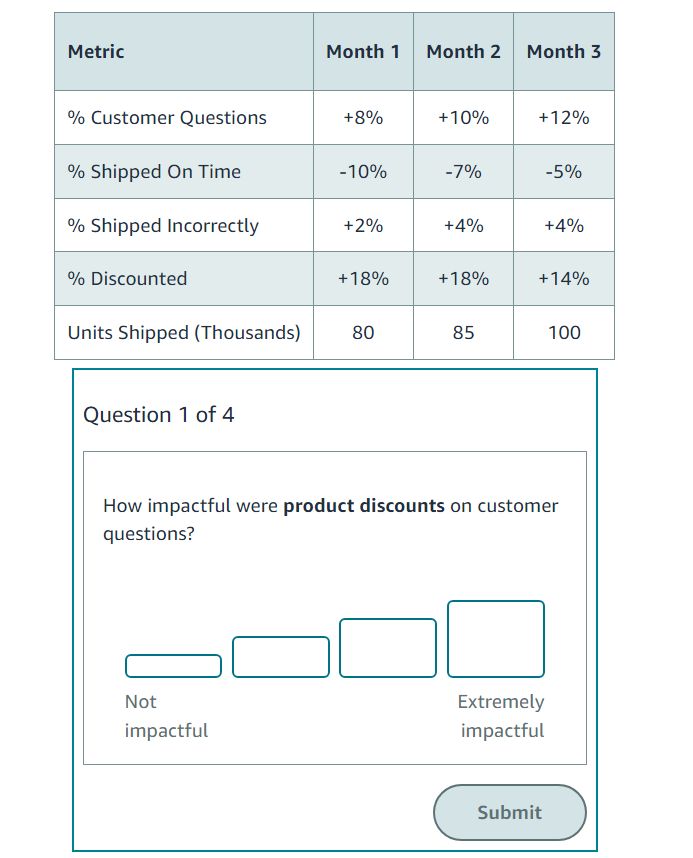 Metric Month 1 Month 2 Month 3
% Customer Questions +8% +10% +12%
% Shipped On Time -10% -7% -5%
% Shipped Incorrectly +2% +4% +4%
% Discounted +18% +18% +14%
Units Shipped (Thousands) 80 85 100
Question 1 of 4
How impactful were product discounts on customer
questions?
Not
impactful
Extremely
impactful
Submit